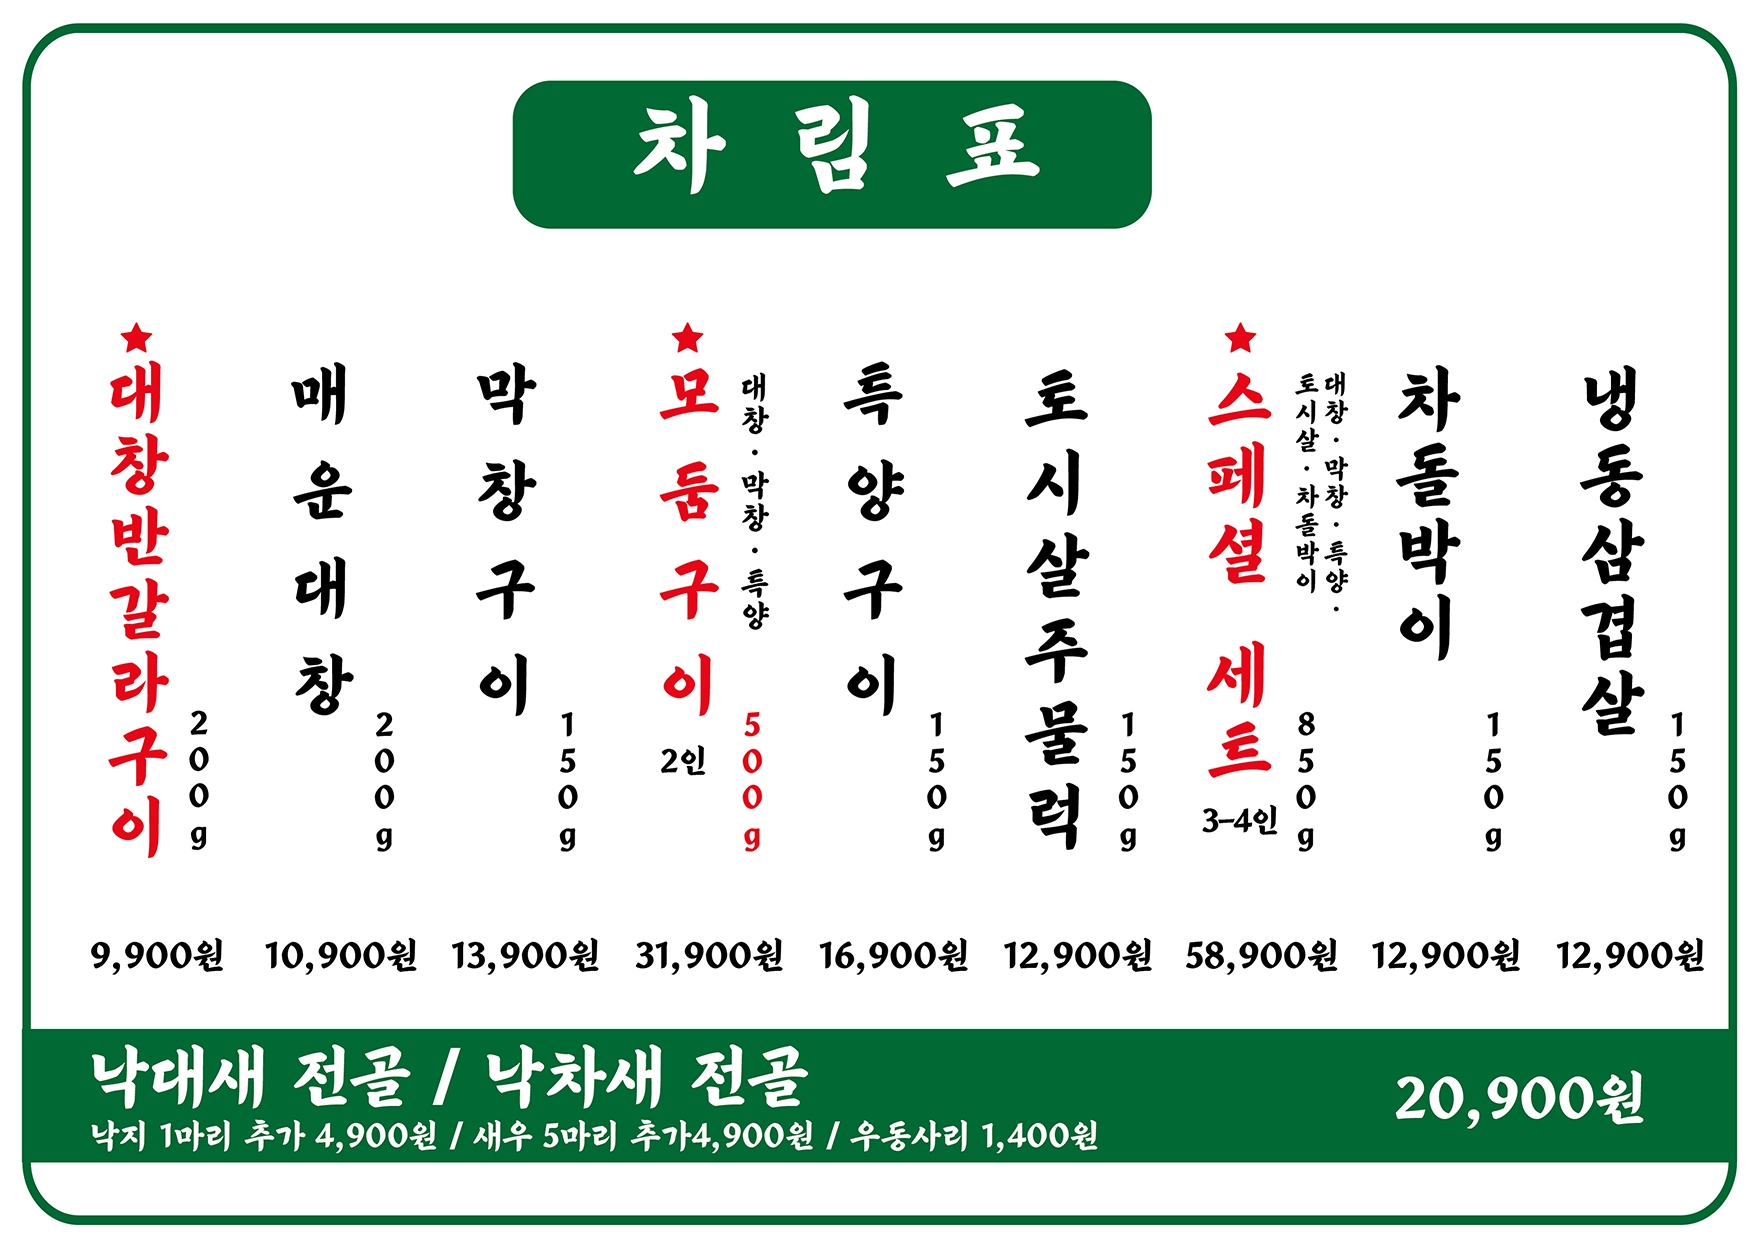 차림표
대창반갈라구이
200g
9,900원
매운대창
200g
10,900원
막창구이
150g
13,900원
모둠구이
대창·막창·특양
2인
500g
31,900원
특양구이
150g
16,900원
토시살주물럭
150g
12,900원
스페셜 세트
대창·막창·특양·
토시살·차돌박이
3-4인
850g
58,900원
차돌박이
150g
12,900원
냉동삼겹살
150g
12,900원
낙대새 전골 / 낙차새 전골
20,900원
낙지 1마리 추가 4,900원 / 새우 5마리 추가4,900원 / 우동사리 1,400원